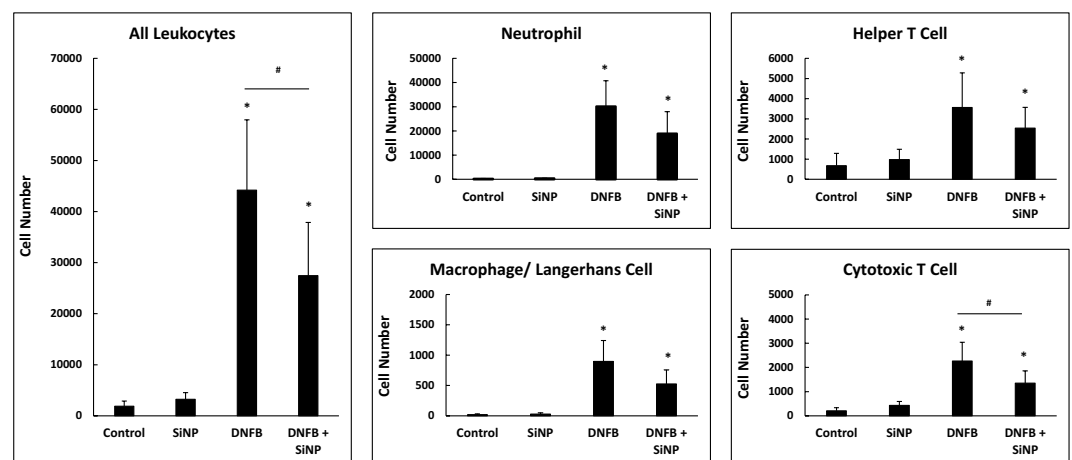 All Leukocytes
Cell Number
70000
60000
50000
40000
30000
20000
10000
0
#
*
*
Control SiNP DNFB DNFB +
SiNP
Neutrophil
Cell Number
50000
40000
30000
20000
10000
0
*
*
Control SiNP DNFB DNFB +
SiNP
Helper T Cell
Cell Number
6000
5000
4000
3000
2000
1000
0
*
*
Control SiNP DNFB DNFB +
SiNP
Macrophage/ Langerhans Cell
Cell Number
2000
1500
1000
500
0
*
*
Control SiNP DNFB DNFB +
SiNP
Cytotoxic T Cell
Cell Number
5000
4000
3000
2000
1000
0
#
*
*
Control SiNP DNFB DNFB +
SiNP